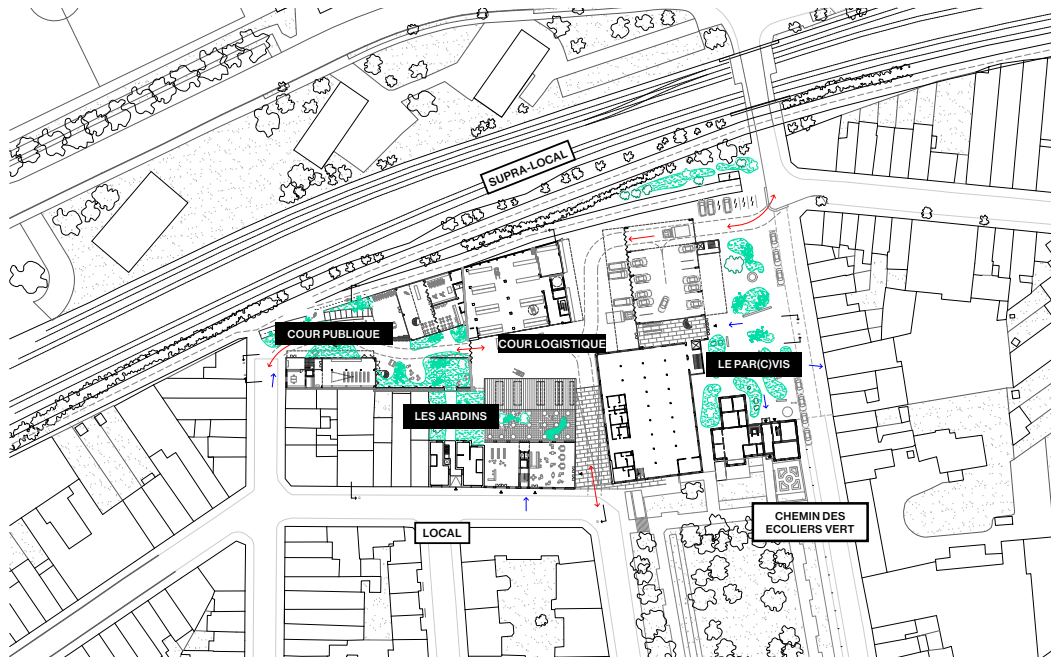 SUPRA-LOCAL
COUR PUBLIQUE
COUR LOGISTIQUE
LE PAR(C)VIS
LES JARDINS
CHEMIN DES
ECOLIERS VERT
LOCAL